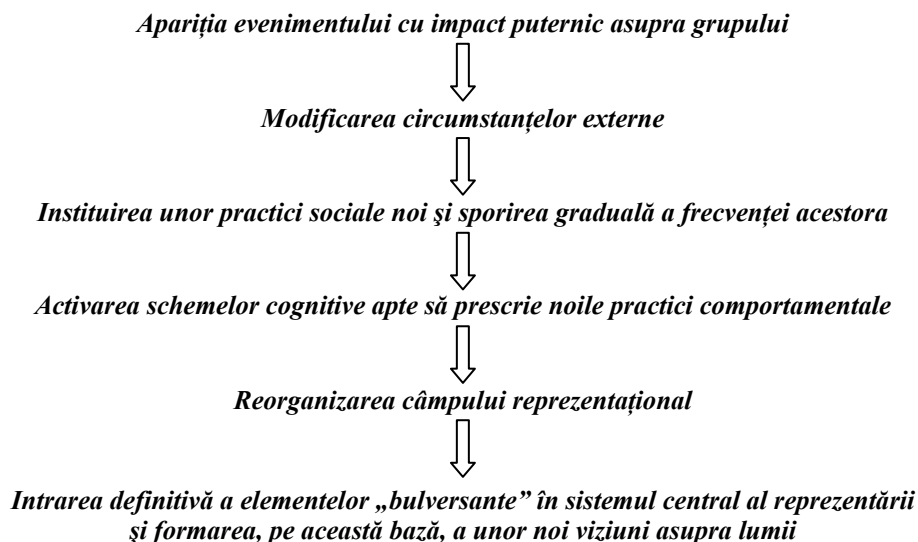 Apariția evenimentului cu impact puternic asupra grupului
Modificarea circumstanțelor externe
Instituirea unor practici sociale noi şi sporirea graduală a frecvenței acestora
Activarea schemelor cognitive apte să prescrie noile practici comportamentale
Reorganizarea câmpului reprezentațional
Intrarea definitivă a elementelor „bulversante” în sistemul central al reprezentării
şi formarea, pe această bază, a unor noi viziuni asupra lumii